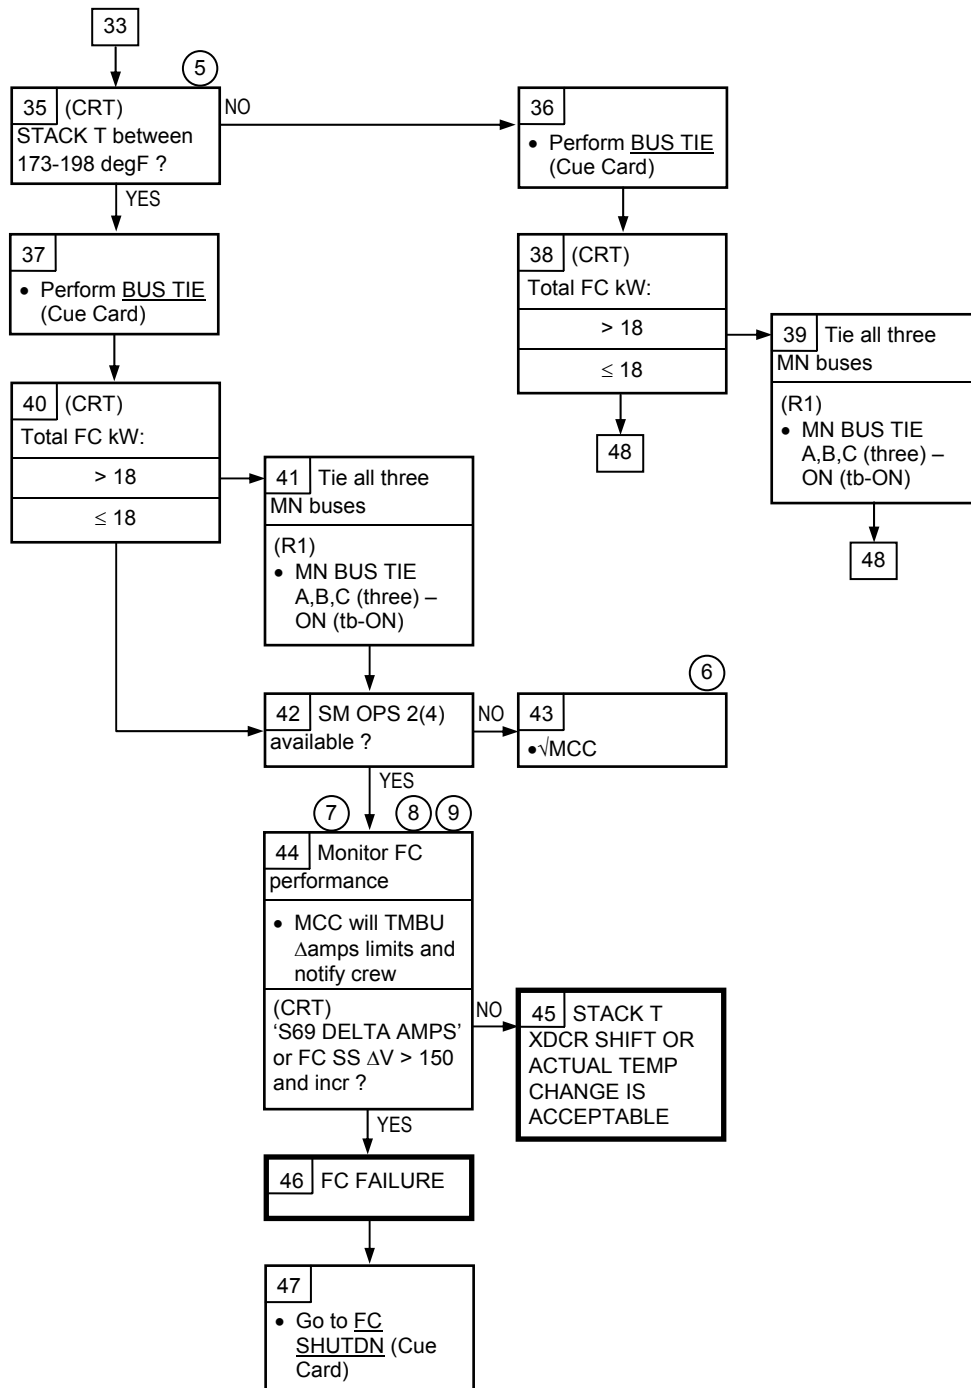 33
5
35 (CRT)
STACK T between
173-198 degF ?
NO
YES
36
• Perform BUS TIE
(Cue Card)
37
• Perform BUS TIE
(Cue Card)
38 (CRT)
Total FC kW:
> 18
≤ 18
39 Tie all three
MN buses
(R1)
• MN BUS TIE
A,B,C (three) –
ON (tb-ON)
48
48
40 (CRT)
Total FC kW:
> 18
≤ 18
41 Tie all three
MN buses
(R1)
• MN BUS TIE
A,B,C (three) –
ON (tb-ON)
42 SM OPS 2(4)
available ?
NO
YES
6
43
•√MCC
7
8
9
44 Monitor FC
performance
• MCC will TMBU
∆amps limits and
notify crew
(CRT)
‘S69 DELTA AMPS’
or FC SS ∆V > 150
and incr ?
NO
YES
45 STACK T
XDCR SHIFT OR
ACTUAL TEMP
CHANGE IS
ACCEPTABLE
46 FC FAILURE
47
• Go to FC
SHUTDN (Cue
Card)